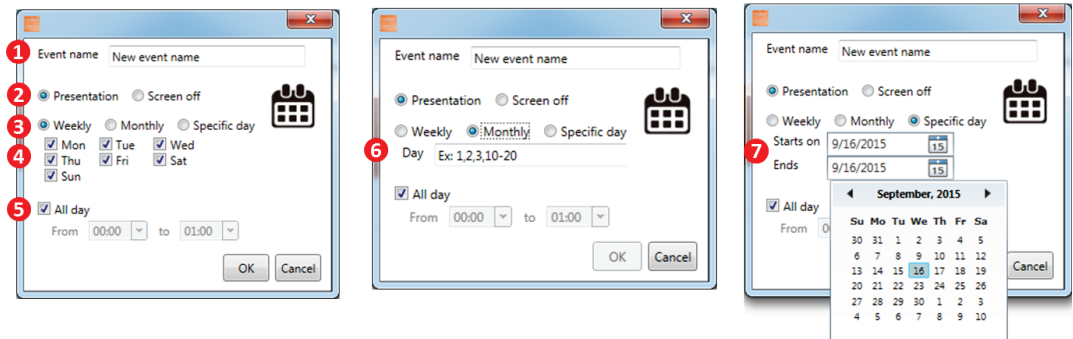 1 Event name New event name
2 Presentation Screen off
3 Weekly Monthly Specific day
Mon Tue Wed
4 Thu Fri Sat
Sun
5 All day
From 00:00 to 01:00
OK Cancel
Event name New event name
Presentation Screen off
Weekly Monthly Specific day
6 Day Ex: 1,2,3,10-20
All day
From 00:00 to 01:00
OK Cancel
Event name New event name
Presentation Screen off
Weekly Monthly Specific day
7 Starts on 9/16/2015 15
Ends 9/16/2015 15
September, 2015
All day
From
Su Mo Tu We Th Fr Sa
30 31 1 2 3 4 5
6 7 8 9 10 11 12
13 14 15 16 17 18 19
20 21 22 23 24 25 26
27 28 29 30 1 2 3
4 5 6 7 8 9 10
Cancel